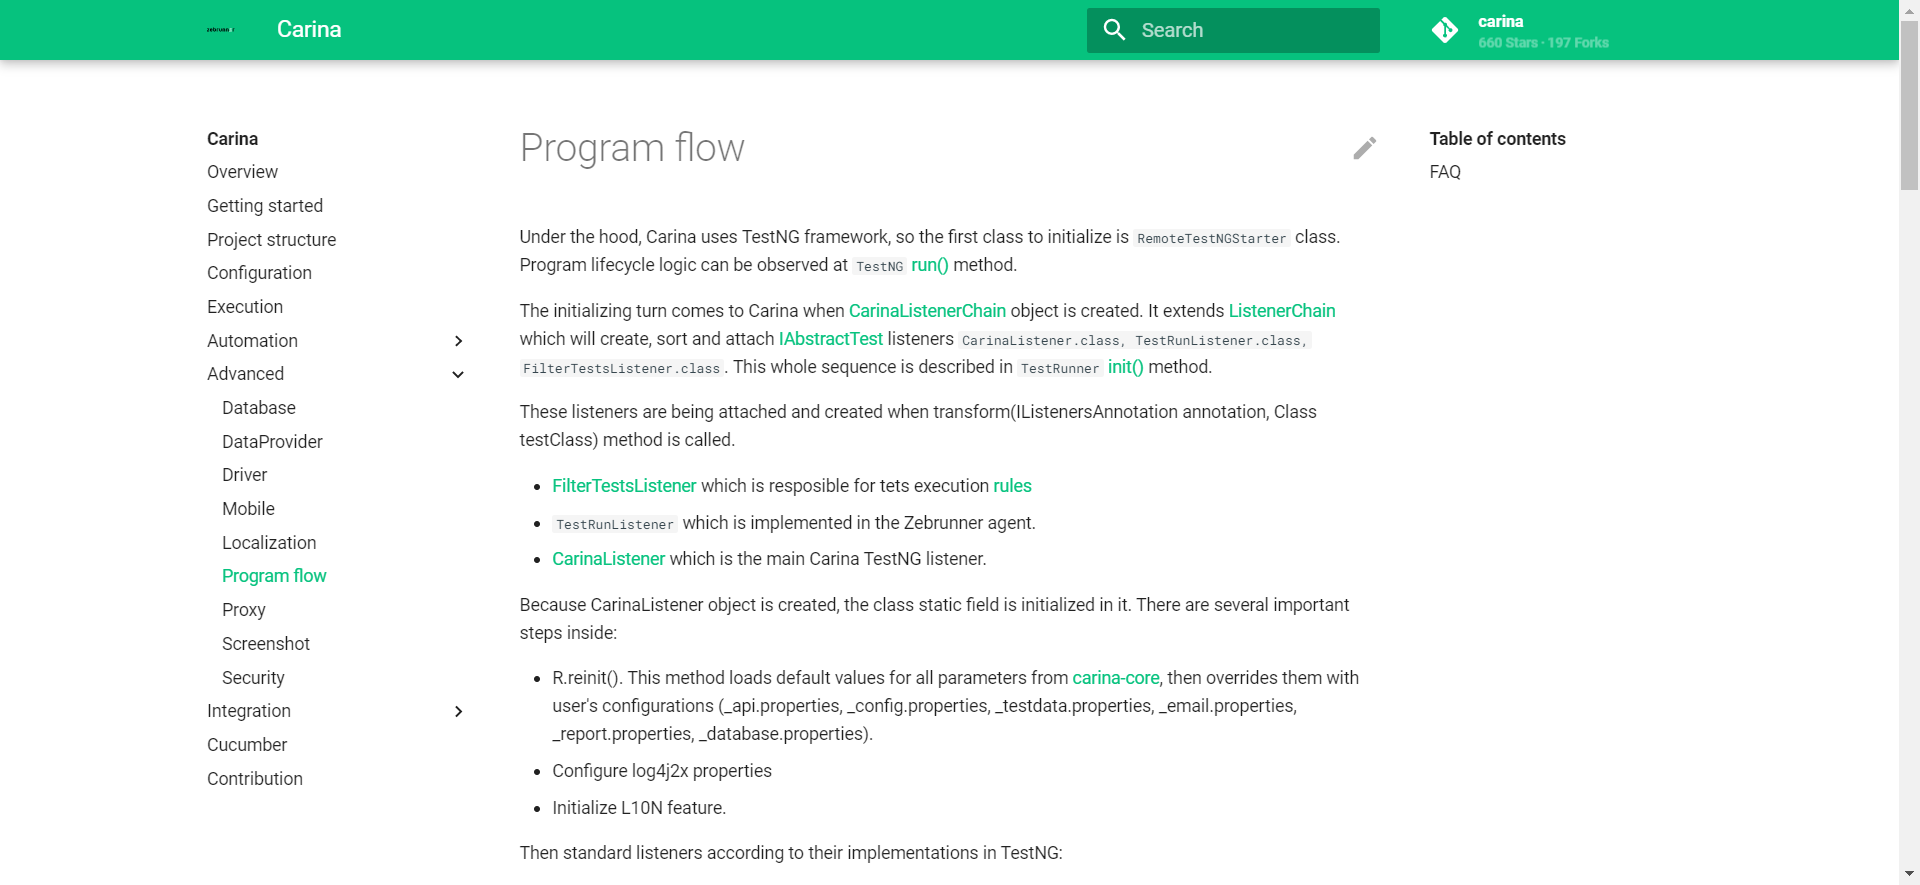 zebrunner
Carina
Search
carina
660 Stars · 197 Forks
Carina
Overview
Getting started
Project structure
Configuration
Execution
Automation
Advanced
Database
DataProvider
Driver
Mobile
Localization
Program flow
Proxy
Screenshot
Security
Integration
Cucumber
Contribution
Program flow
Under the hood, Carina uses TestNG framework, so the first class to initialize is RemoteTestNGStarter class.
Program lifecycle logic can be observed at TestNG run() method.
The initializing turn comes to Carina when CarinaListenerChain object is created. It extends ListenerChain
which will create, sort and attach IAbstractTest listeners CarinaListener.class, TestRunListener.class,
FilterTestsListener.class. This whole sequence is described in TestRunner init() method.
These listeners are being attached and created when transform(IListenersAnnotation annotation, Class
testClass) method is called.
• FilterTestsListener which is resposible for tets execution rules
• TestRunListener which is implemented in the Zebrunner agent.
• CarinaListener which is the main Carina TestNG listener.
Because CarinaListener object is created, the class static field is initialized in it. There are several important
steps inside:
• R.reinit(). This method loads default values for all parameters from carina-core, then overrides them with
user's configurations (_api.properties, _config.properties, _testdata.properties, _email.properties,
_report.properties, _database.properties).
• Configure log4j2x properties
• Initialize L10N feature.
Then standard listeners according to their implementations in TestNG:
Table of contents
FAQ